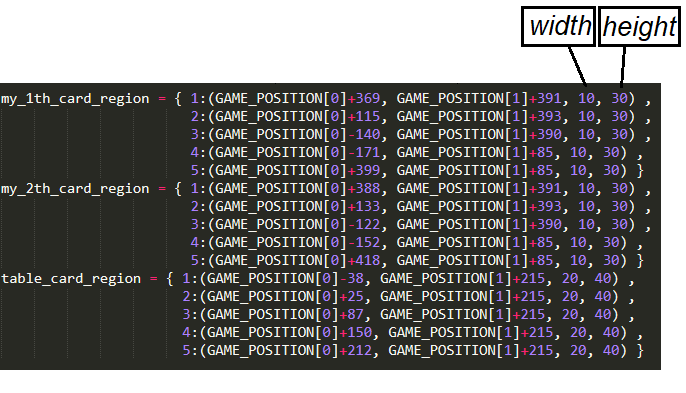 width height
my_1th_card_region = { 1:(GAME_POSITION[0]+369, GAME_POSITION[1]+391, 10, 30) ,
2:(GAME_POSITION[0]+115, GAME_POSITION[1]+393, 10, 30) ,
3:(GAME_POSITION[0]-140, GAME_POSITION[1]+390, 10, 30) ,
4:(GAME_POSITION[0]-171, GAME_POSITION[1]+85, 10, 30) ,
5:(GAME_POSITION[0]+399, GAME_POSITION[1]+85, 10, 30) }
my_2th_card_region = { 1:(GAME_POSITION[0]+388, GAME_POSITION[1]+391, 10, 30) ,
2:(GAME_POSITION[0]+133, GAME_POSITION[1]+393, 10, 30) ,
3:(GAME_POSITION[0]-122, GAME_POSITION[1]+390, 10, 30) ,
4:(GAME_POSITION[0]-152, GAME_POSITION[1]+85, 10, 30) ,
5:(GAME_POSITION[0]+418, GAME_POSITION[1]+85, 10, 30) }
table_card_region = { 1:(GAME_POSITION[0]-38, GAME_POSITION[1]+215, 20, 40) ,
2:(GAME_POSITION[0]+25, GAME_POSITION[1]+215, 20, 40) ,
3:(GAME_POSITION[0]+87, GAME_POSITION[1]+215, 20, 40) ,
4:(GAME_POSITION[0]+150, GAME_POSITION[1]+215, 20, 40) ,
5:(GAME_POSITION[0]+212, GAME_POSITION[1]+215, 20, 40) }